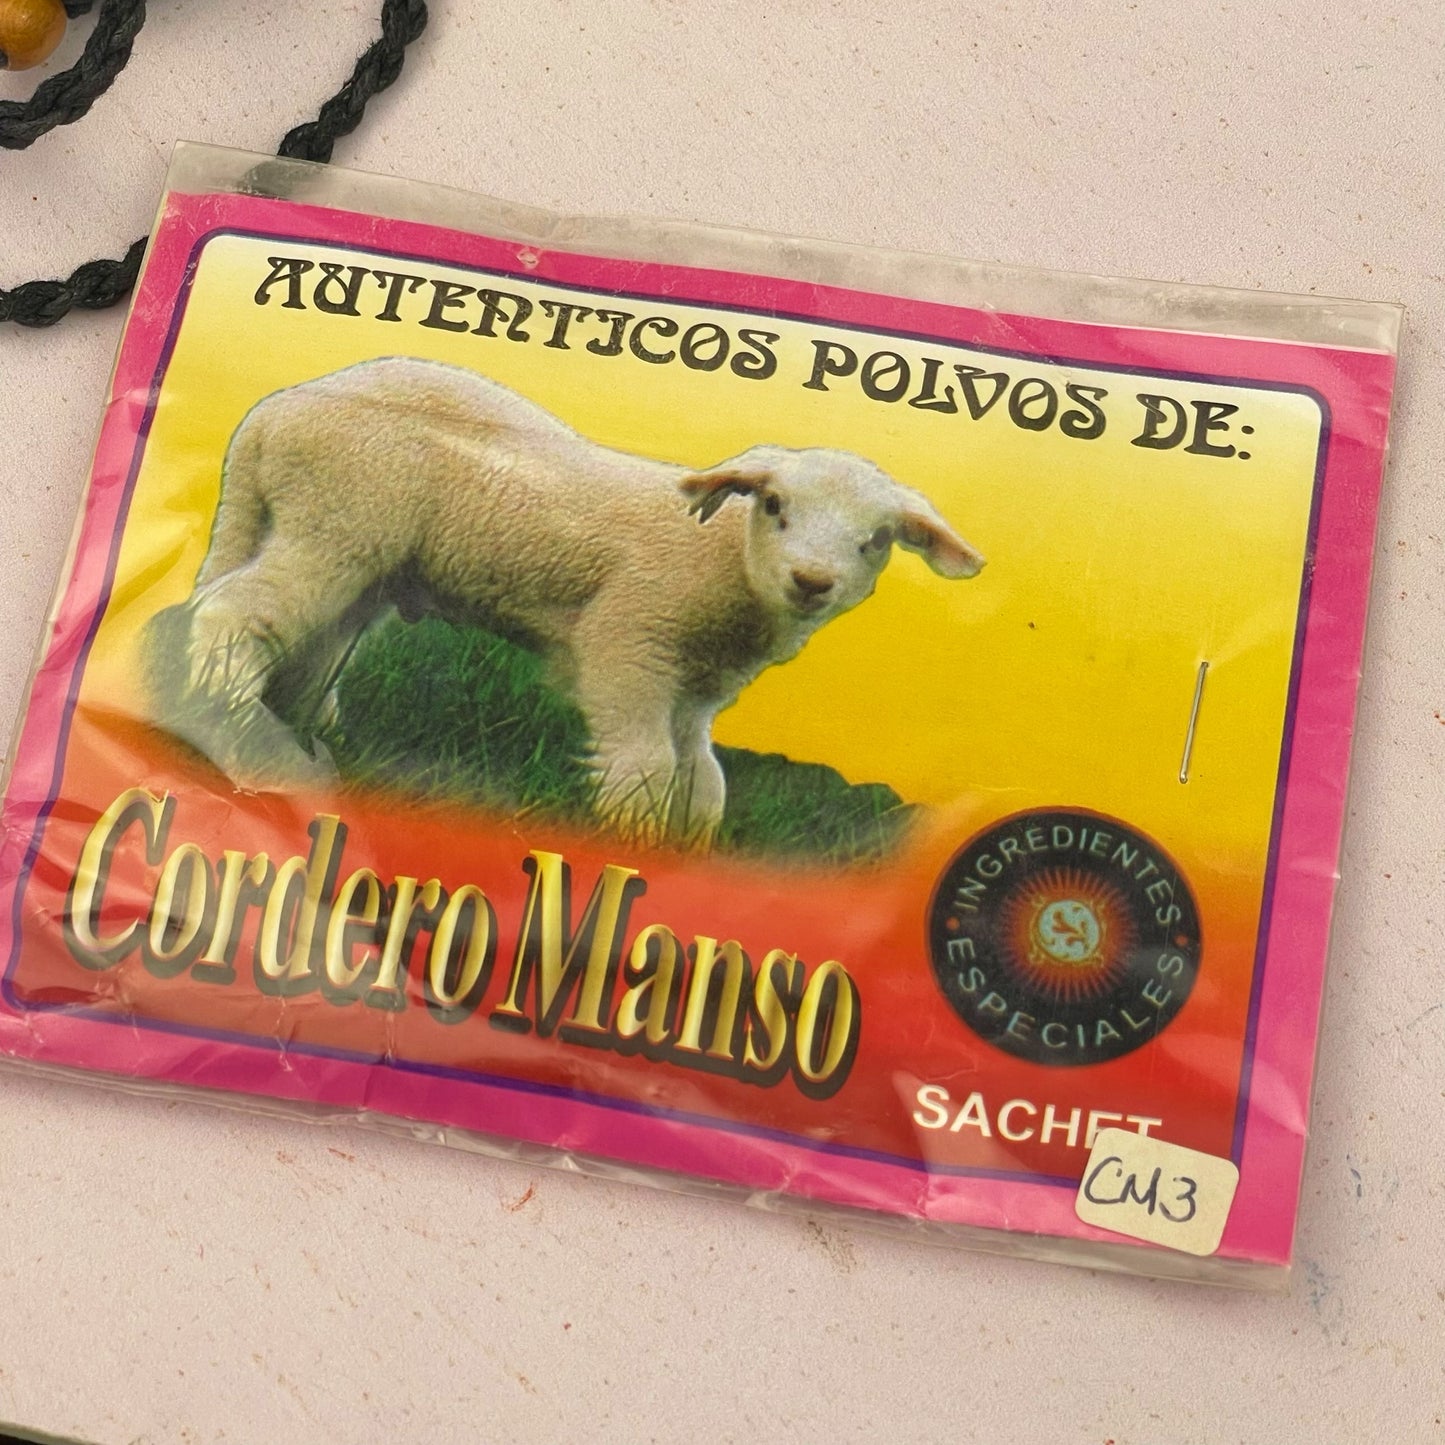 AUTENTICOS POLVOS DE:
Cordero Manso
INGREDIENTES
ESPECIALES
SACHET
CM3